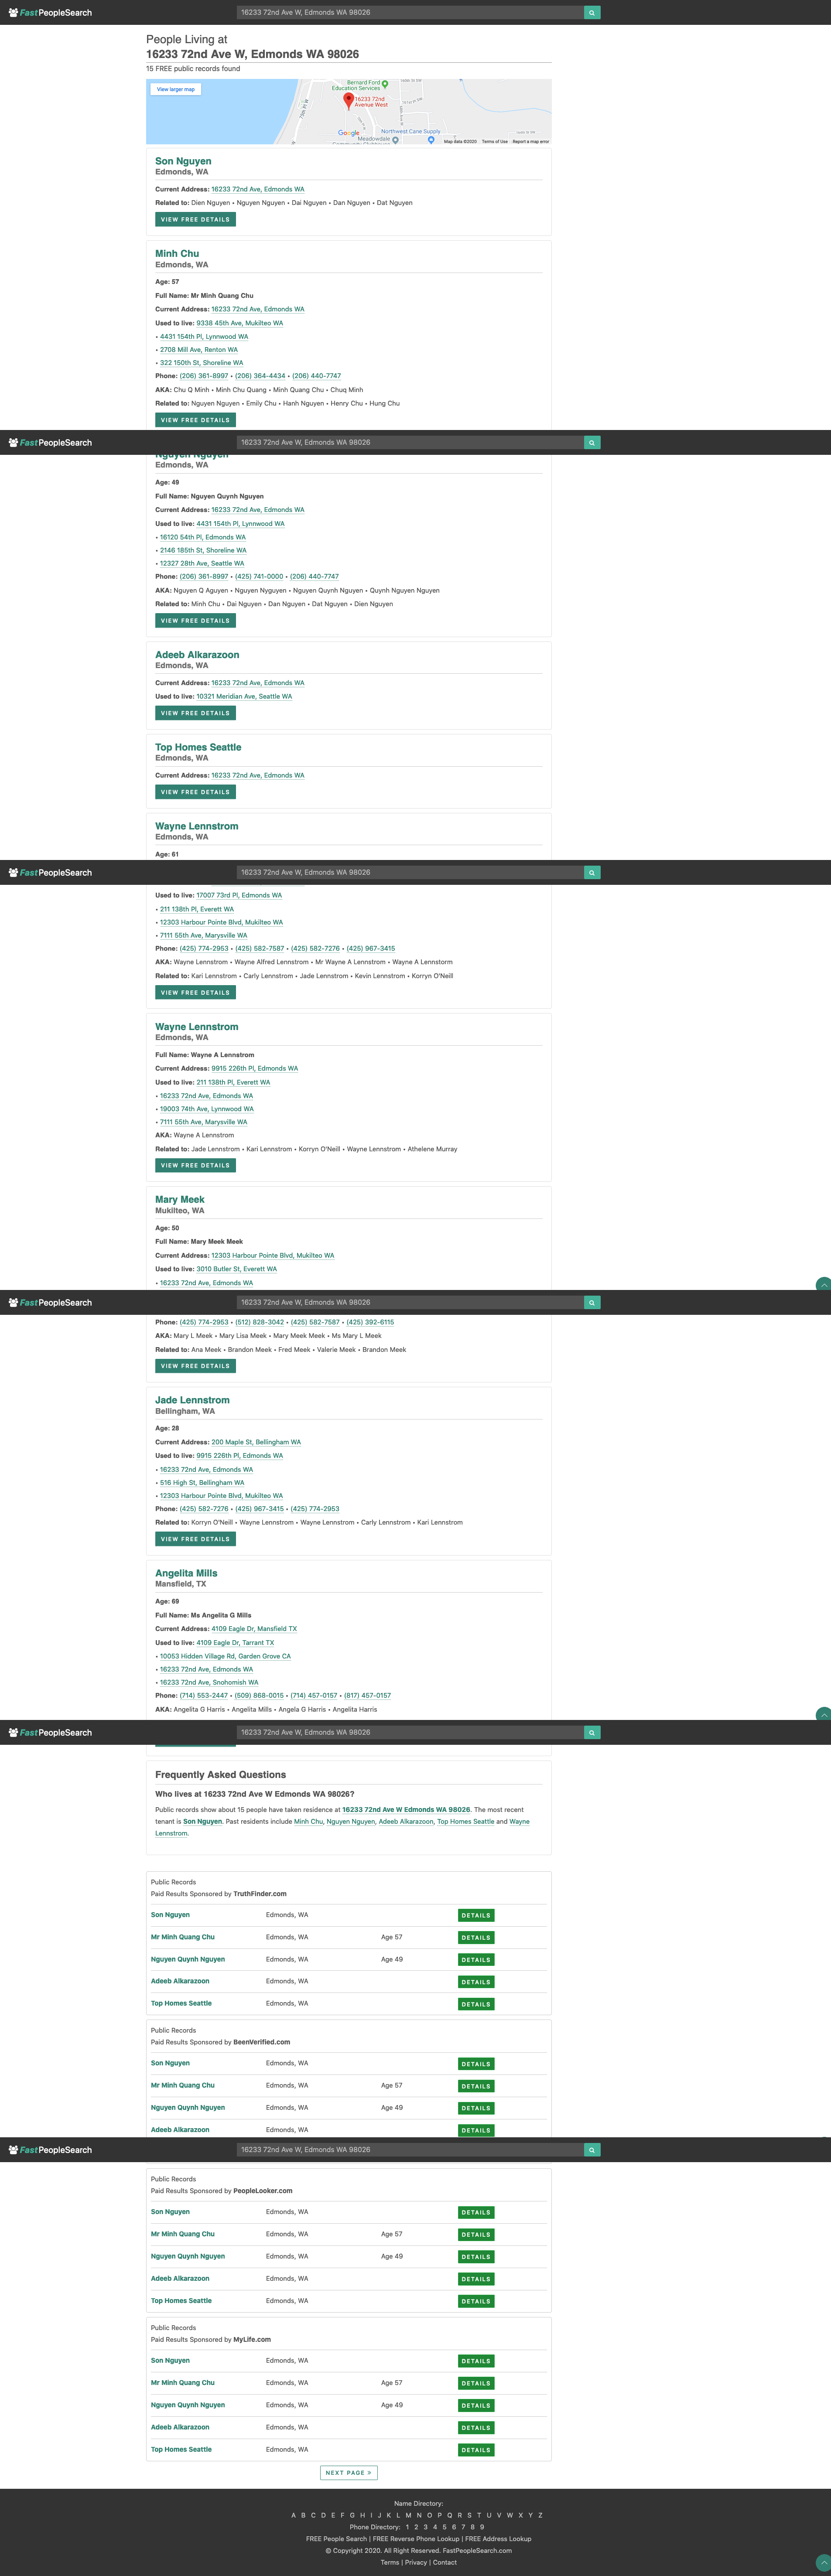 FastPeopleSearch
16233 72nd Ave W, Edmonds WA 98026
People Living at
16233 72nd Ave W, Edmonds WA 98026
15 FREE public records found
View larger map
Bernard Ford
Education Services
16233 72nd
Avenue West
75th Pl W
Google
Meadowdale
Northwest Cane Supply
Map data ©2020 Terms of Use Report a map error
Son Nguyen
Edmonds, WA
Current Address: 16233 72nd Ave, Edmonds WA
Related to: Dien Nguyen • Nguyen Nguyen • Dai Nguyen • Dan Nguyen • Dat Nguyen
VIEW FREE DETAILS
Minh Chu
Edmonds, WA
Age: 57
Full Name: Mr Minh Quang Chu
Current Address: 16233 72nd Ave, Edmonds WA
Used to live: 9338 45th Ave, Mukilteo WA
• 4431 154th Pl, Lynnwood WA
• 2708 Mill Ave, Renton WA
• 322 150th St, Shoreline WA
Phone: (206) 361-8997 • (206) 364-4434 • (206) 440-7747
AKA: Chu Q Minh • Minh Chu Quang • Minh Quang Chu • Chuq Minh
Related to: Nguyen Nguyen • Emily Chu • Hanh Nguyen • Henry Chu • Hung Chu
VIEW FREE DETAILS
FastPeopleSearch
16233 72nd Ave W, Edmonds WA 98026
Nguyen Nguyen
Edmonds, WA
Age: 49
Full Name: Nguyen Quynh Nguyen
Current Address: 16233 72nd Ave, Edmonds WA
Used to live: 4431 154th Pl, Lynnwood WA
• 16120 54th Pl, Edmonds WA
• 2146 185th St, Shoreline WA
• 12327 28th Ave, Seattle WA
Phone: (206) 361-8997 • (425) 741-0000 • (206) 440-7747
AKA: Nguyen Q Aguyen • Nguyen Nyguyen • Nguyen Quynh Nguyen • Quynh Nguyen Nguyen
Related to: Minh Chu • Dai Nguyen • Dan Nguyen • Dat Nguyen • Dien Nguyen
VIEW FREE DETAILS
Adeeb Alkarazoon
Edmonds, WA
Current Address: 16233 72nd Ave, Edmonds WA
Used to live: 10321 Meridian Ave, Seattle WA
VIEW FREE DETAILS
Top Homes Seattle
Edmonds, WA
Current Address: 16233 72nd Ave, Edmonds WA
VIEW FREE DETAILS
Wayne Lennstrom
Edmonds, WA
Age: 61
FastPeopleSearch
16233 72nd Ave W, Edmonds WA 98026
Used to live: 17007 73rd Pl, Edmonds WA
• 211 138th Pl, Everett WA
• 12303 Harbour Pointe Blvd, Mukilteo WA
• 7111 55th Ave, Marysville WA
Phone: (425) 774-2953 • (425) 582-7587 • (425) 582-7276 • (425) 967-3415
AKA: Wayne Lennstrom • Wayne Alfred Lennstrom • Mr Wayne A Lennstrom • Wayne A Lennstorm
Related to: Kari Lennstrom • Carly Lennstrom • Jade Lennstrom • Kevin Lennstrom • Korryn O'Neill
VIEW FREE DETAILS
Wayne Lennstrom
Edmonds, WA
Full Name: Wayne A Lennstrom
Current Address: 9915 226th Pl, Edmonds WA
Used to live: 211 138th Pl, Everett WA
• 16233 72nd Ave, Edmonds WA
• 19003 74th Ave, Lynnwood WA
• 7111 55th Ave, Marysville WA
AKA: Wayne A Lennstrom
Related to: Jade Lennstrom • Kari Lennstrom • Korryn O'Neill • Wayne Lennstrom • Athelene Murray
VIEW FREE DETAILS
Mary Meek
Mukilteo, WA
Age: 50
Full Name: Mary Meek Meek
Current Address: 12303 Harbour Pointe Blvd, Mukilteo WA
Used to live: 3010 Butler St, Everett WA
• 16233 72nd Ave, Edmonds WA
FastPeopleSearch
16233 72nd Ave W, Edmonds WA 98026
Phone: (425) 774-2953 • (512) 828-3042 • (425) 582-7587 • (425) 392-6115
AKA: Mary L Meek • Mary Lisa Meek • Mary Meek Meek • Ms Mary L Meek
Related to: Ana Meek • Brandon Meek • Fred Meek • Valerie Meek • Brandon Meek
VIEW FREE DETAILS
Jade Lennstrom
Bellingham, WA
Age: 28
Current Address: 200 Maple St, Bellingham WA
Used to live: 9915 226th Pl, Edmonds WA
• 16233 72nd Ave, Edmonds WA
• 516 High St, Bellingham WA
• 12303 Harbour Pointe Blvd, Mukilteo WA
Phone: (425) 582-7276 • (425) 967-3415 • (425) 774-2953
Related to: Korryn O'Neill • Wayne Lennstrom • Wayne Lennstrom • Carly Lennstrom • Kari Lennstrom
VIEW FREE DETAILS
Angelita Mills
Mansfield, TX
Age: 69
Full Name: Ms Angelita G Mills
Current Address: 4109 Eagle Dr, Mansfield TX
Used to live: 4109 Eagle Dr, Tarrant TX
• 10053 Hidden Village Rd, Garden Grove CA
• 16233 72nd Ave, Edmonds WA
• 16233 72nd Ave, Snohomish WA
Phone: (714) 553-2447 • (509) 868-0015 • (714) 457-0157 • (817) 457-0157
AKA: Angelita G Harris • Angelita Mills • Angela G Harris • Angelita Harris
FastPeopleSearch
16233 72nd Ave W, Edmonds WA 98026
Frequently Asked Questions
Who lives at 16233 72nd Ave W Edmonds WA 98026?
Public records show about 15 people have taken residence at 16233 72nd Ave W Edmonds WA 98026. The most recent
tenant is Son Nguyen. Past residents include Minh Chu, Nguyen Nguyen, Adeeb Alkarazoon, Top Homes Seattle and Wayne
Lennstrom.
Public Records
Paid Results Sponsored by TruthFinder.com
Son Nguyen Edmonds, WA DETAILS
Mr Minh Quang Chu Edmonds, WA Age 57 DETAILS
Nguyen Quynh Nguyen Edmonds, WA Age 49 DETAILS
Adeeb Alkarazoon Edmonds, WA DETAILS
Top Homes Seattle Edmonds, WA DETAILS
Public Records
Paid Results Sponsored by BeenVerified.com
Son Nguyen Edmonds, WA DETAILS
Mr Minh Quang Chu Edmonds, WA Age 57 DETAILS
Nguyen Quynh Nguyen Edmonds, WA Age 49 DETAILS
Adeeb Alkarazoon Edmonds, WA DETAILS
FastPeopleSearch
16233 72nd Ave W, Edmonds WA 98026
Public Records
Paid Results Sponsored by PeopleLooker.com
Son Nguyen Edmonds, WA DETAILS
Mr Minh Quang Chu Edmonds, WA Age 57 DETAILS
Nguyen Quynh Nguyen Edmonds, WA Age 49 DETAILS
Adeeb Alkarazoon Edmonds, WA DETAILS
Top Homes Seattle Edmonds, WA DETAILS
Public Records
Paid Results Sponsored by MyLife.com
Son Nguyen Edmonds, WA DETAILS
Mr Minh Quang Chu Edmonds, WA Age 57 DETAILS
Nguyen Quynh Nguyen Edmonds, WA Age 49 DETAILS
Adeeb Alkarazoon Edmonds, WA DETAILS
Top Homes Seattle Edmonds, WA DETAILS
NEXT PAGE »
Name Directory:
A B C D E F G H I J K L M N O P Q R S T U V W X Y Z
Phone Directory: 1 2 3 4 5 6 7 8 9
FREE People Search | FREE Reverse Phone Lookup | FREE Address Lookup
© Copyright 2020. All Right Reserved. FastPeopleSearch.com
Terms | Privacy | Contact